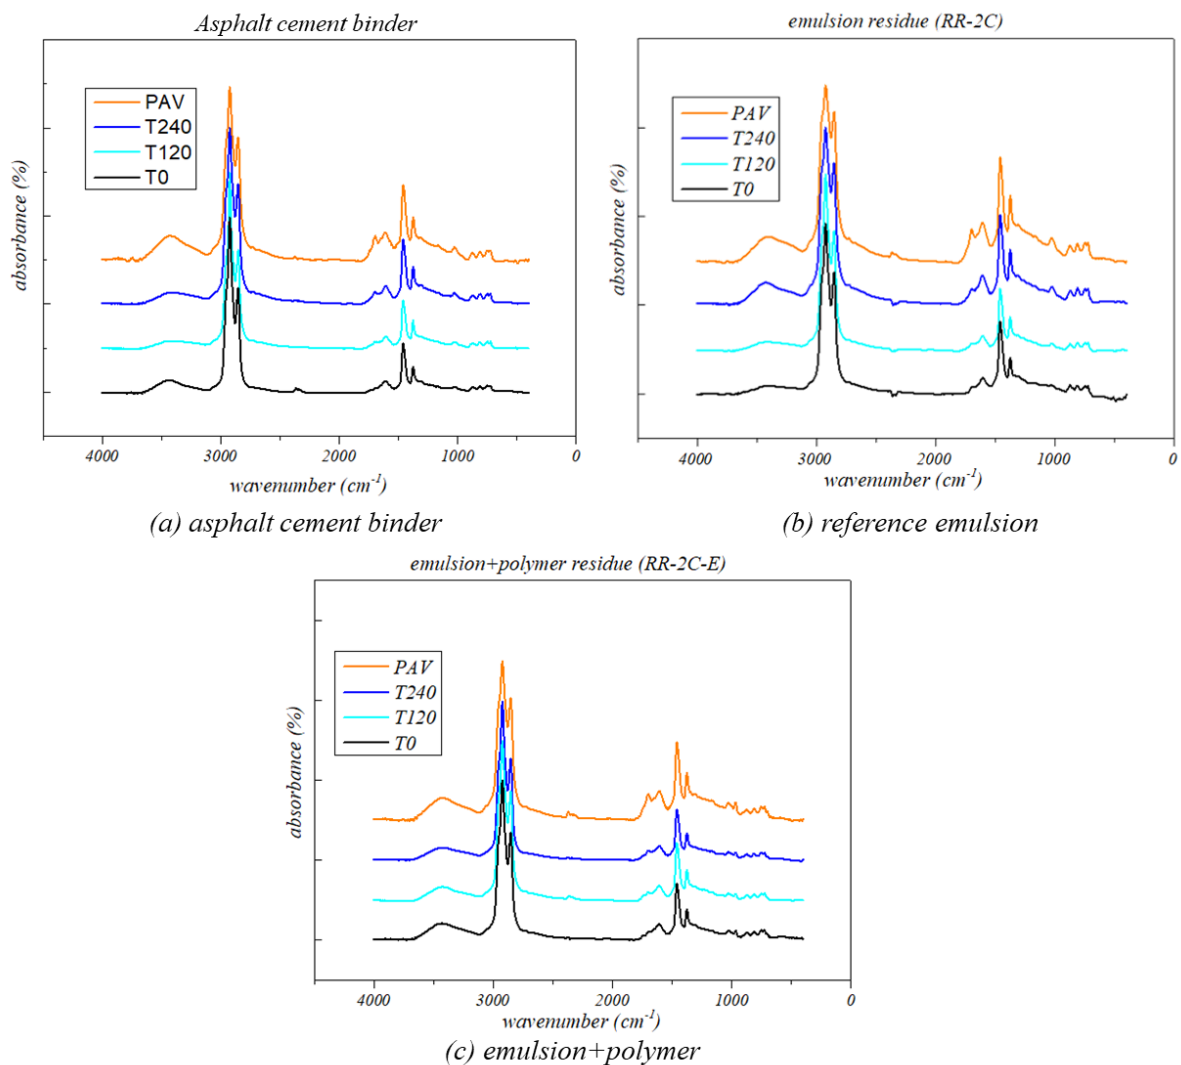 Asphalt cement binder
PAV
T240
T120
T0
absorbance (%)
4000 3000 2000 1000 0
wavenumber (cm⁻¹)
(a) asphalt cement binder
emulsion residue (RR-2C)
PAV
T240
T120
T0
absorbance (%)
4000 3000 2000 1000 0
wavenumber (cm⁻¹)
(b) reference emulsion
emulsion+polymer residue (RR-2C-E)
PAV
T240
T120
T0
absorbance (%)
4000 3000 2000 1000 0
wavenumber (cm⁻¹)
(c) emulsion+polymer